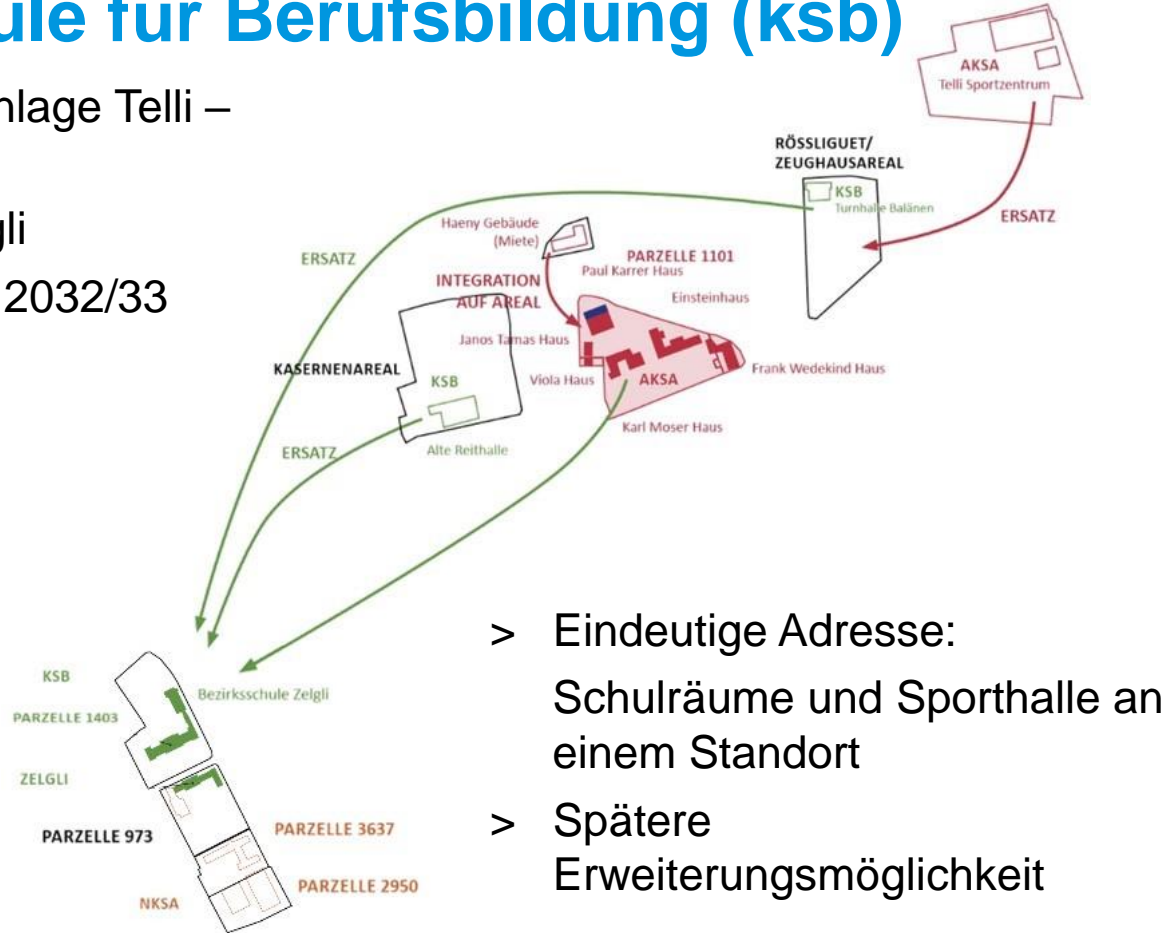 ule für Berufsbildung (ksb)
nlage Telli –
gli
2032/33
AKSA
Telli Sportzentrum
RÖSSLIGUET/
ZEUGHAUSAREAL
KSB
Turnhalle Balänen
ERSATZ
Haeny Gebäude
(Miete)
ERSATZ
PARZELLE 1101
Paul Karrer Haus
INTEGRATION
AUF AREAL
Einsteinhaus
Janos Tamas Haus
KASERNENAREAL
KSB
Viola Haus
AKSA
Frank Wedekind Haus
Karl Moser Haus
ERSATZ
Alte Reithalle
> Eindeutige Adresse:
Schulräume und Sporthalle an
einem Standort
> Spätere
Erweiterungsmöglichkeit
KSB
Bezirksschule Zelgli
PARZELLE 1403
ZELGLI
PARZELLE 973
PARZELLE 3637
PARZELLE 2950
NKSA